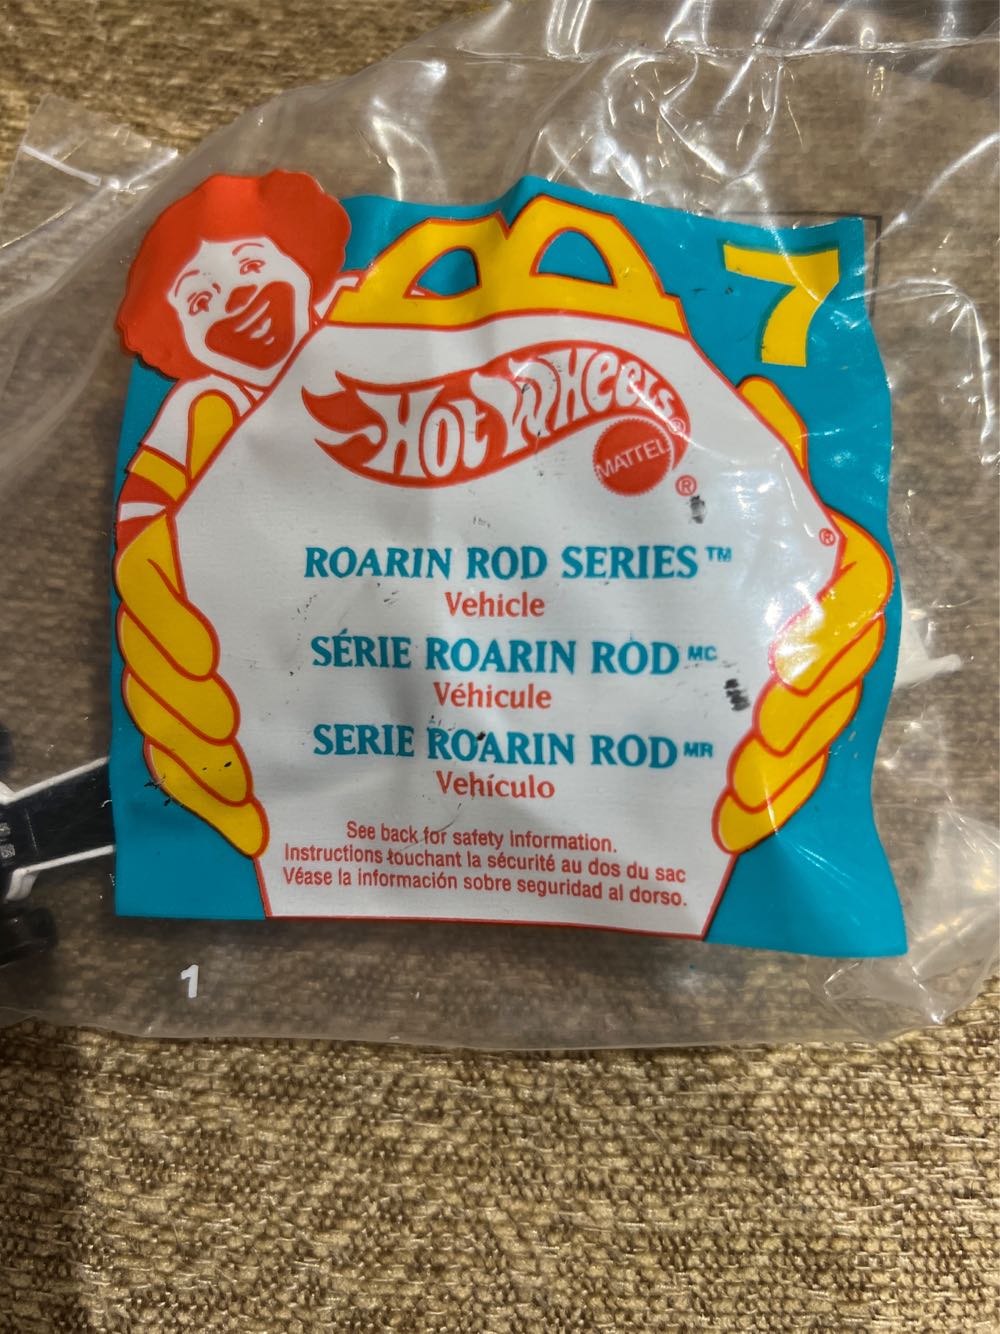 7
HOT WHEELS ®
MATTEL
®
®
ROARIN ROD SERIES™
Vehicle
SÉRIE ROARIN ROD MC
Véhicule
SERIE ROARIN ROD MR
Vehículo
See back for safety information.
Instructions touchant la sécurité au dos du sac
Véase la información sobre seguridad al dorso.
1